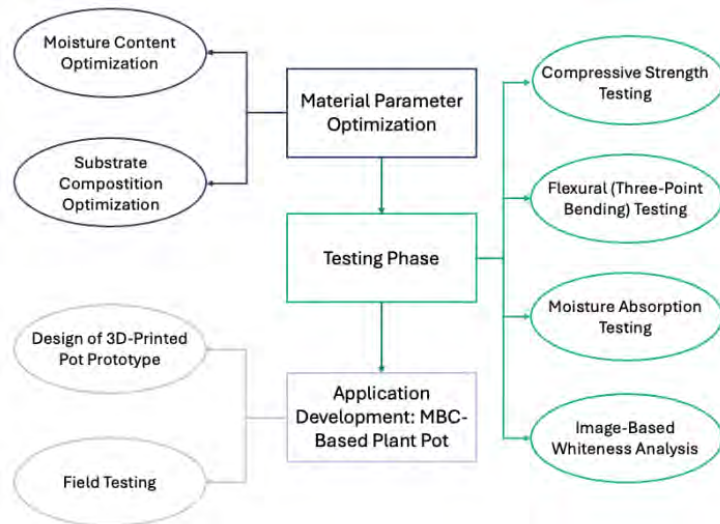 Moisture Content
Optimization
Substrate
Compostition
Optimization
Material Parameter
Optimization
Testing Phase
Compressive Strength
Testing
Flexural (Three-Point
Bending) Testing
Moisture Absorption
Testing
Image-Based
Whiteness Analysis
Application
Development: MBC-
Based Plant Pot
Design of 3D-Printed
Pot Prototype
Field Testing